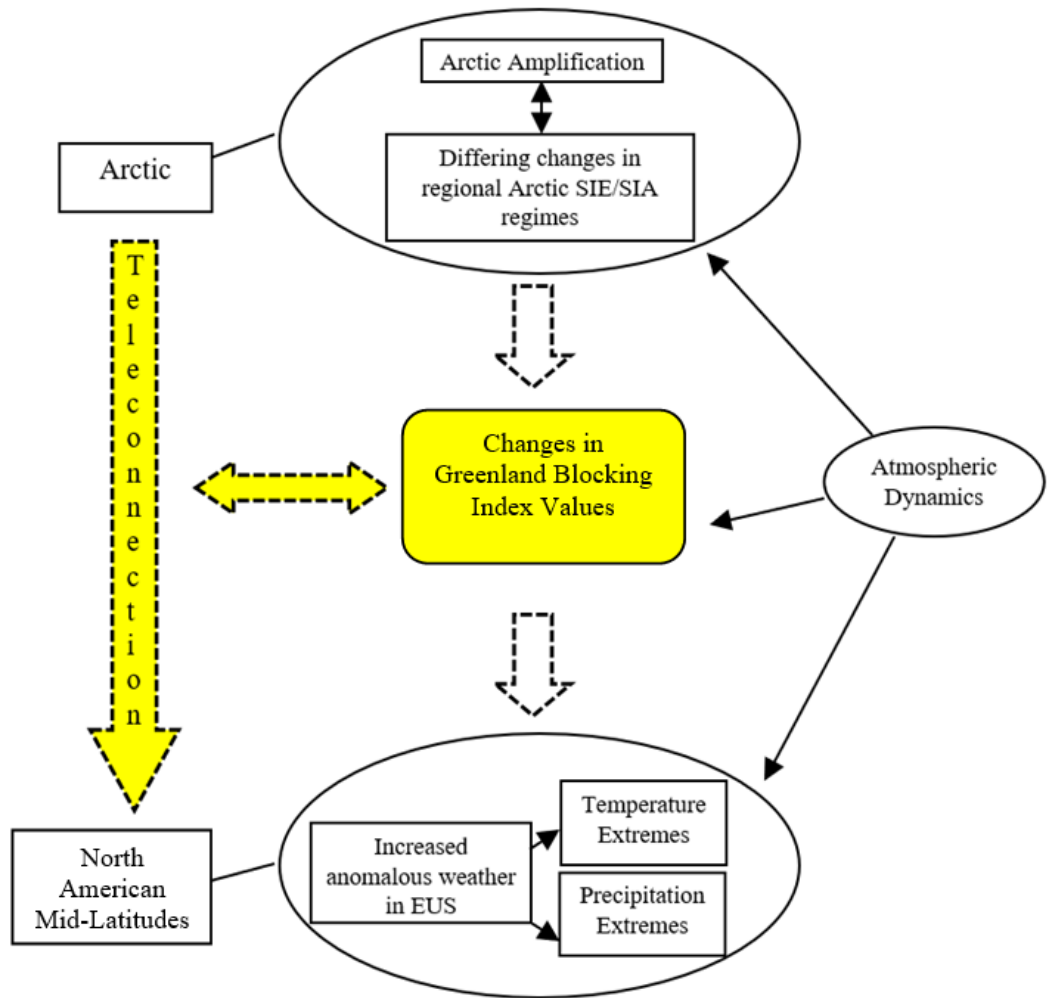 Arctic Amplification
Differing changes in
regional Arctic SIE/SIA
regimes
Arctic
Teleconnection
Changes in
Greenland Blocking
Index Values
Atmospheric
Dynamics
North
American
Mid-Latitudes
Increased
anomalous weather
in EUS
Temperature
Extremes
Precipitation
Extremes